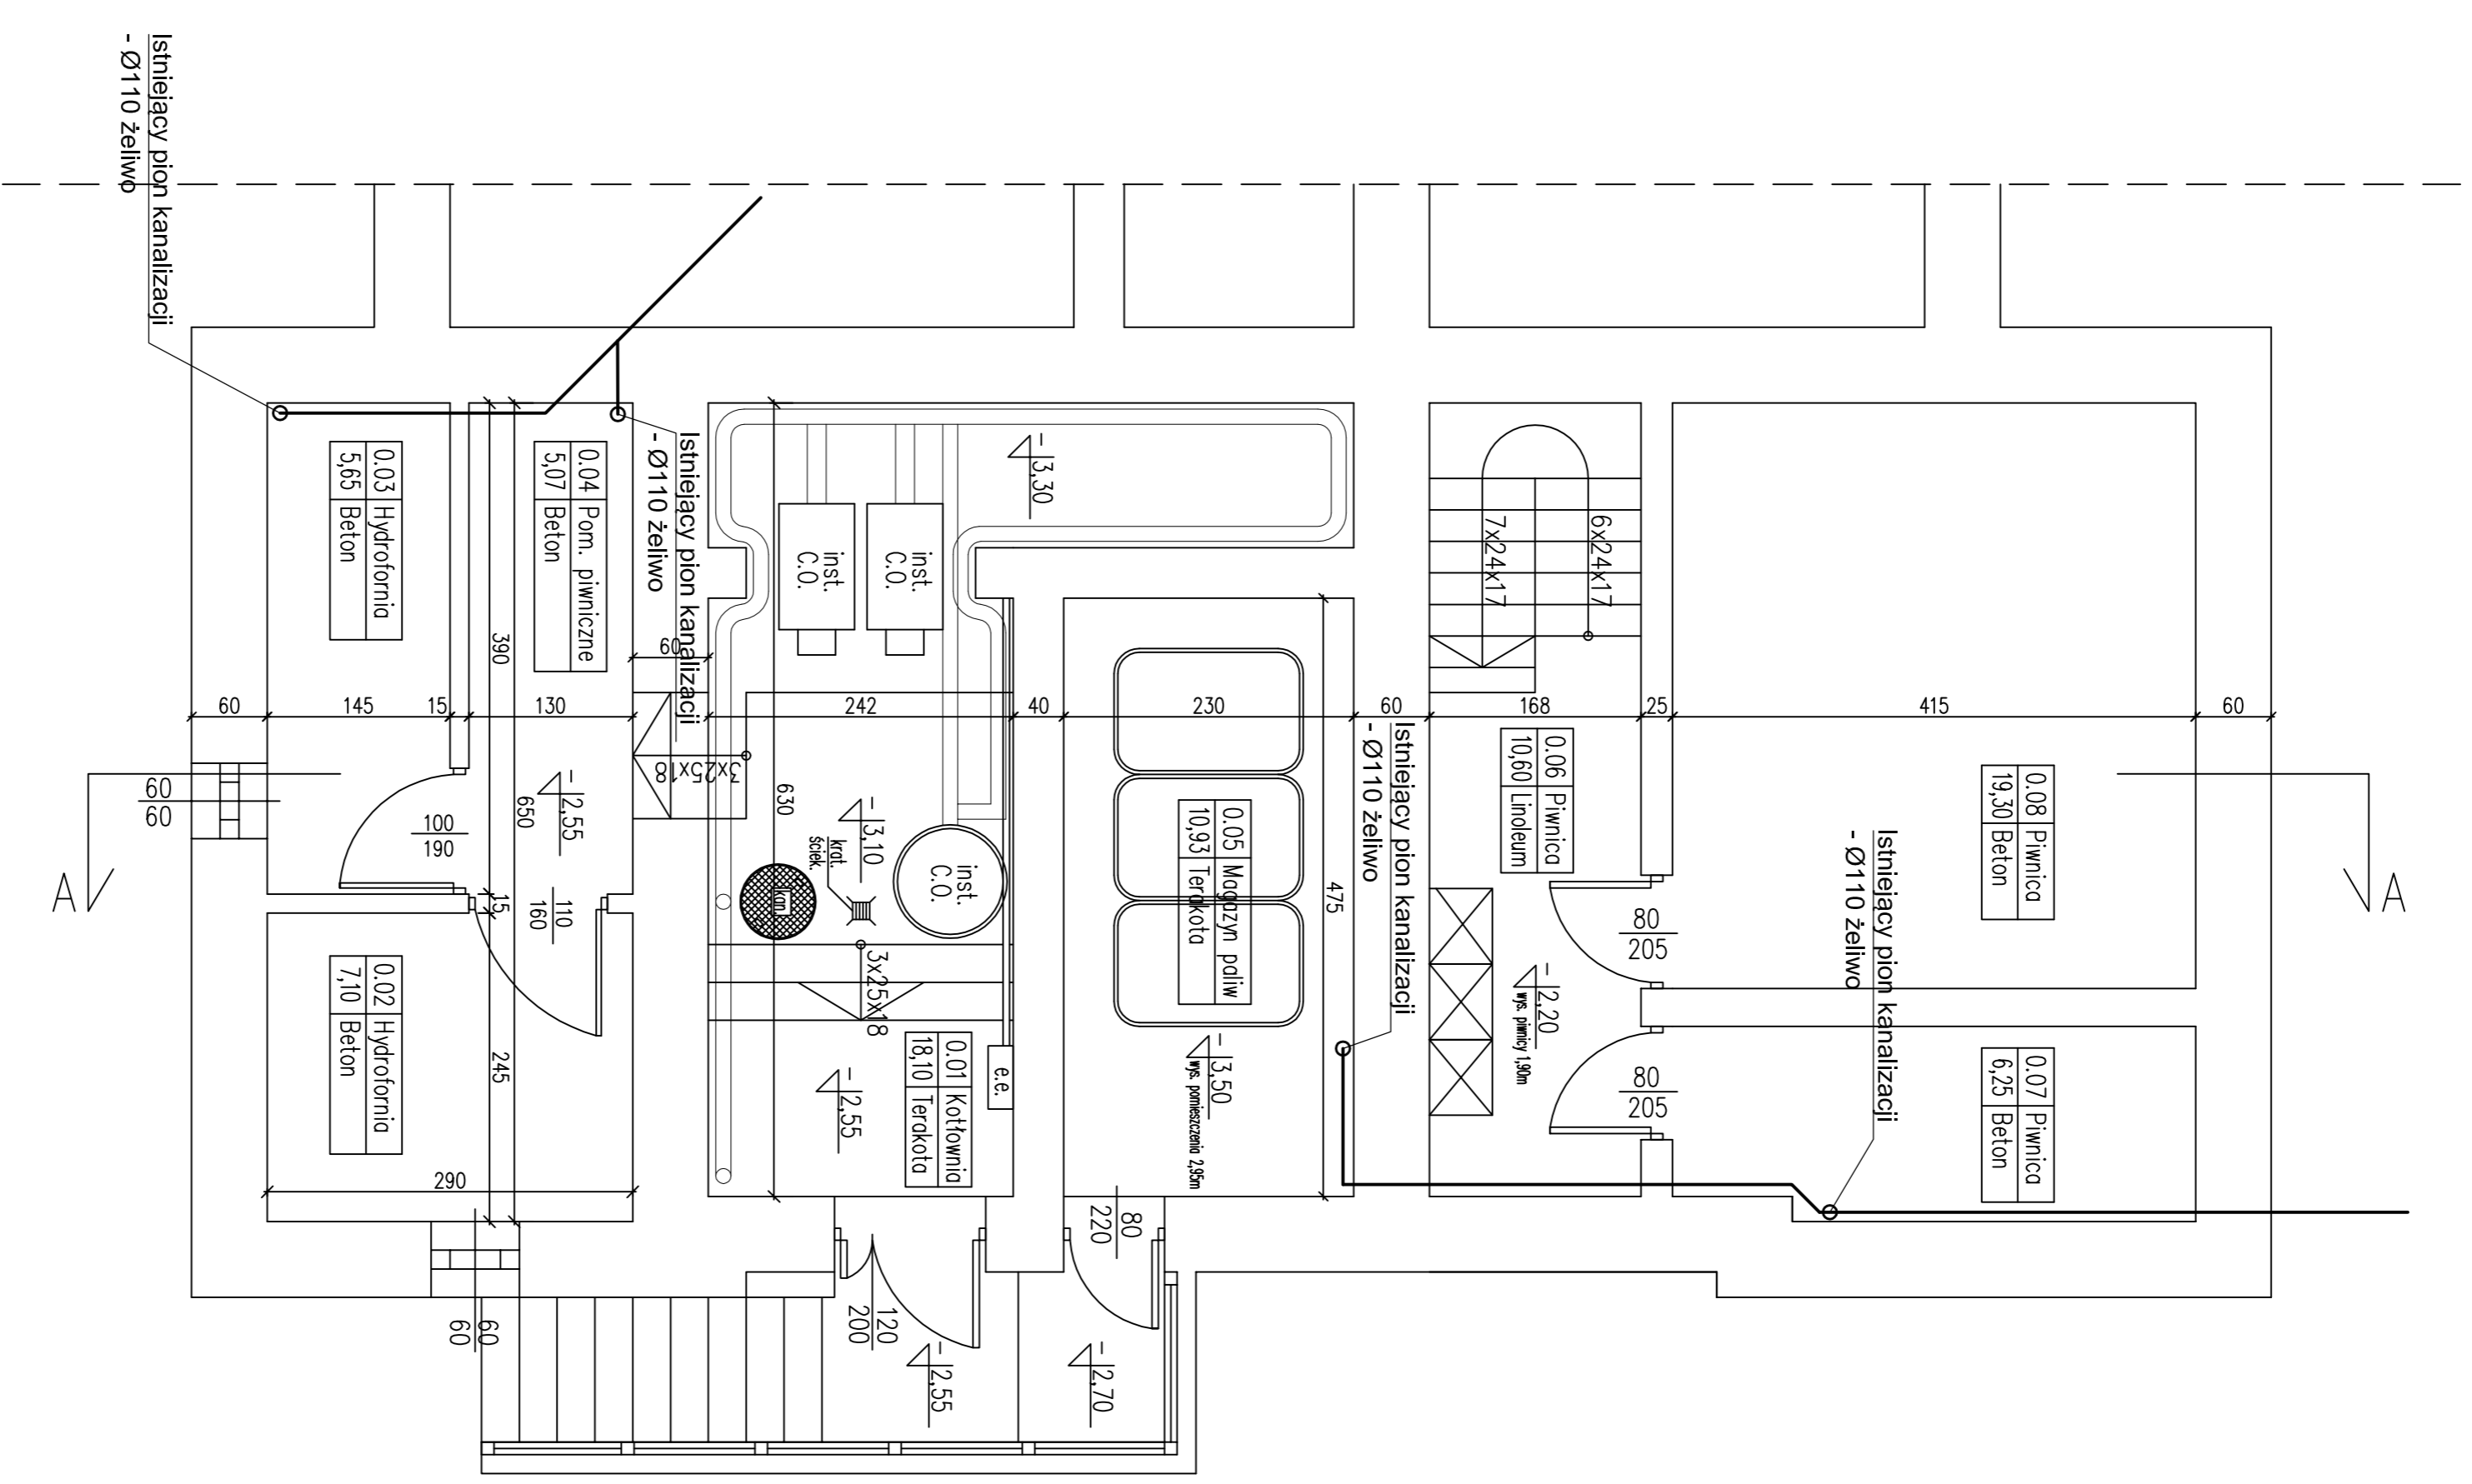 Istniejący pion kanalizacji
- Ø110 żeliwo
0.03 Hydrofornia
5,65 Beton
0.04 Pom. piwniczne
5,07 Beton
Istniejący pion kanalizacji
- Ø110 żeliwo
-3,30
inst.
C.O.
inst.
C.O.
7x24x17
6x24x17
390
60
60
145
15
130
242
40
230
60
168
25
415
60
3x25x18
630
650
-2,55
60
60
100
190
-3,10
krat.
ściek.
kan
inst.
C.O.
0.05 Magazyn paliw
10,93 Terakota
475
Istniejący pion kanalizacji
- Ø110 żeliwo
0.06 Piwnica
10,60 Linoleum
0.08 Piwnica
19,30 Beton
Istniejący pion kanalizacji
- Ø110 żeliwo
A
A
15
110
160
80
205
-2,20
wys. piwnicy 1,90m
3x25x18
0.02 Hydrofornia
7,10 Beton
245
-2,55
0.01 Kotłownia
18,10 Terakota
e.e.
-3,50
wys. pomieszczenia 2,95m
80
205
0.07 Piwnica
6,25 Beton
290
80
220
60
60
120
200
-2,55
-2,70